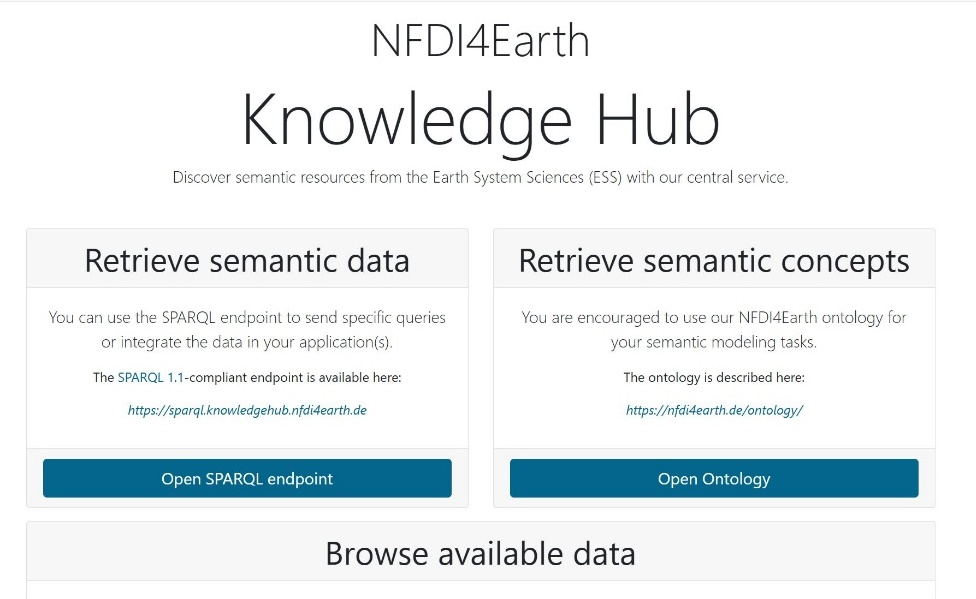 NFDI4Earth
Knowledge Hub
Discover semantic resources from the Earth System Sciences (ESS) with our central service.
Retrieve semantic data
You can use the SPARQL endpoint to send specific queries
or integrate the data in your application(s).
The SPARQL 1.1-compliant endpoint is available here:
https://sparql.knowledgehub.nfdi4earth.de
Open SPARQL endpoint
Retrieve semantic concepts
You are encouraged to use our NFDI4Earth ontology for
your semantic modeling tasks.
The ontology is described here:
https://nfdi4earth.de/ontology/
Open Ontology
Browse available data